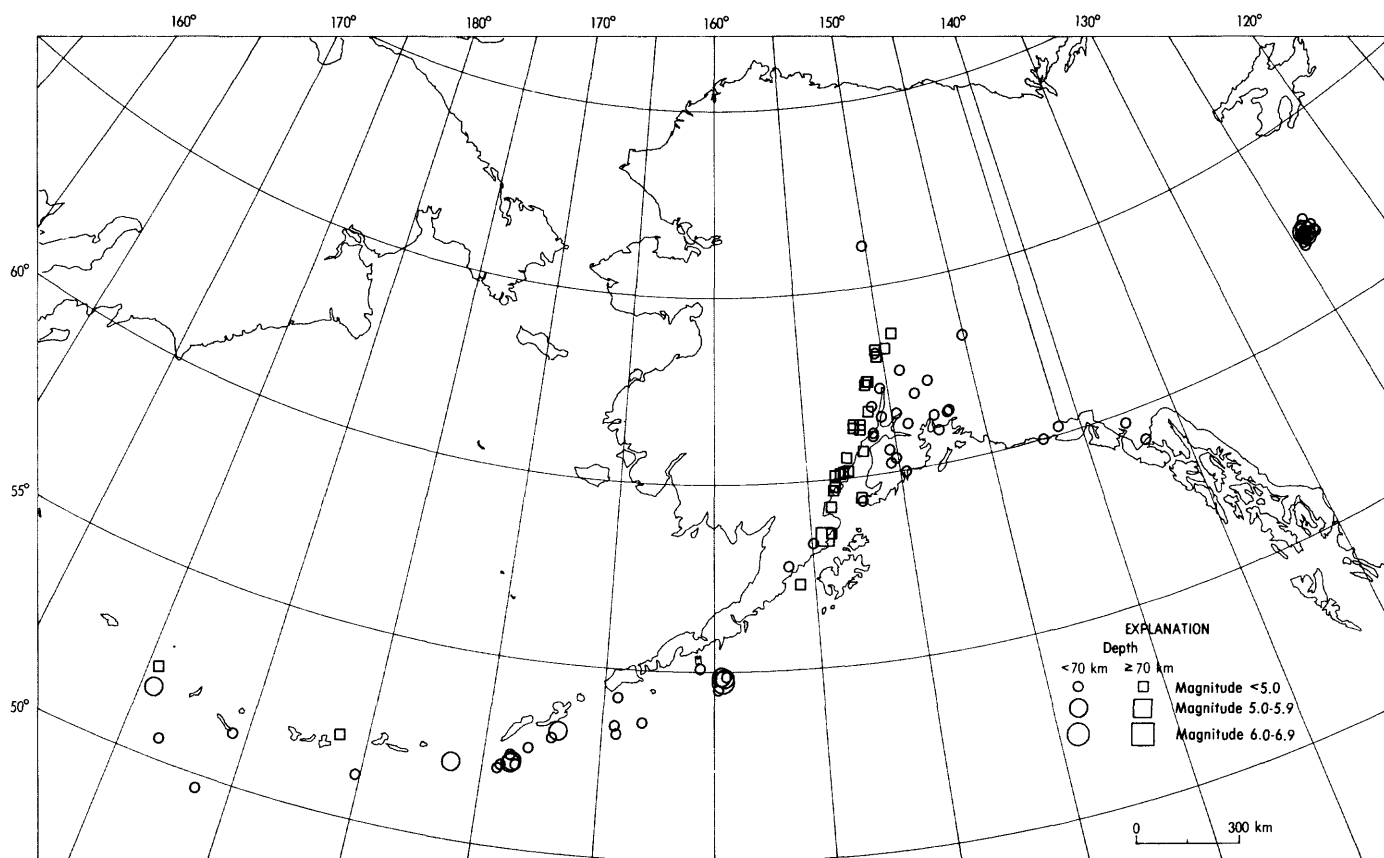 160° 170° 180° 170° 160° 150° 140° 130° 120°
60°
55°
50°
EXPLANATION
Depth
<70 km ≥70 km
Magnitude <5.0
Magnitude 5.0-5.9
Magnitude 6.0-6.9
0 300 km